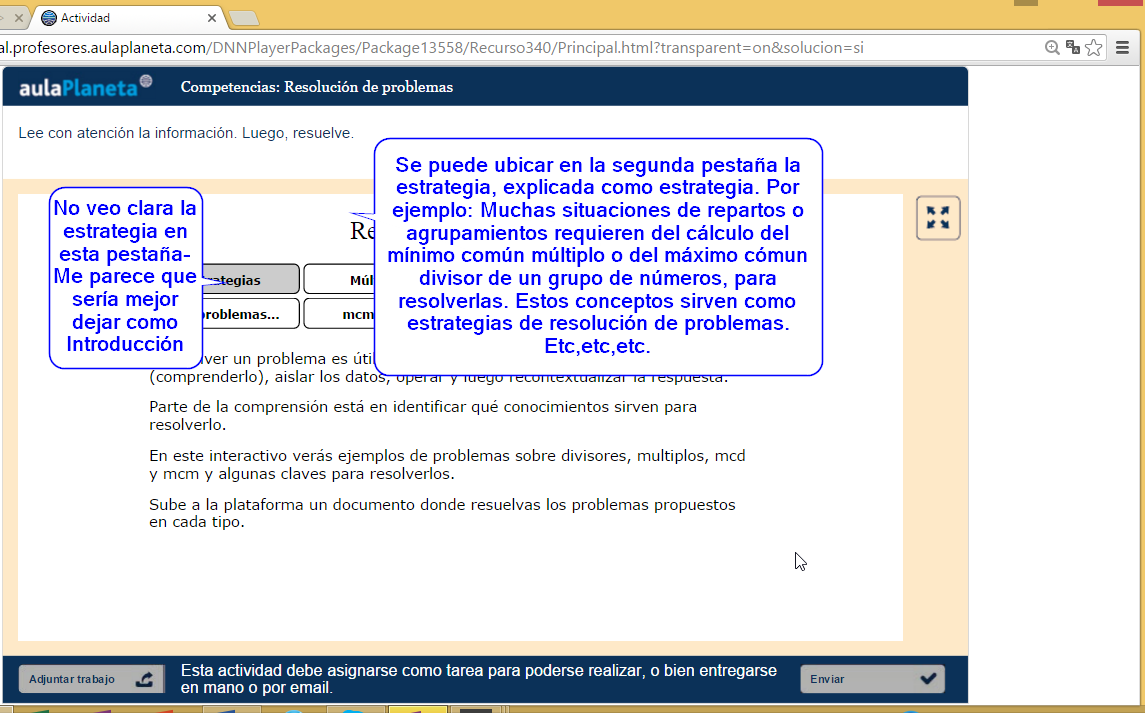 Actividad
al.profesores.aulaplaneta.com/DNNPlayerPackages/Package13558/Recurso340/Principal.html?transparent=on&solucion=si
aulaPlaneta
Competencias: Resolución de problemas
Lee con atención la información. Luego, resuelve.
No veo clara la
estrategia en
esta pestaña-
Me parece que
sería mejor
dejar como
Introducción
Se puede ubicar en la segunda pestaña la
estrategia, explicada como estrategia. Por
ejemplo: Muchas situaciones de repartos o
agrupamientos requieren del cálculo del
mínimo común múltiplo o del máximo cómun
divisor de un grupo de números, para
resolverlas. Estos conceptos sirven como
estrategias de resolución de problemas.
Etc,etc,etc.
mcm
un problema es
(comprenderlo), aislar los datos, operar y luego recontextualizar la respuesta.
Parte de la comprensión está en identificar qué conocimientos sirven para
resolverlo.
En este interactivo verás ejemplos de problemas sobre divisores, multiplos, mcd
y mcm y algunas claves para resolverlos.
Sube a la plataforma un documento donde resuelvas los problemas propuestos
en cada tipo.
Adjuntar trabajo
Esta actividad debe asignarse como tarea para poderse realizar, o bien entregarse
en mano o por email.
Enviar